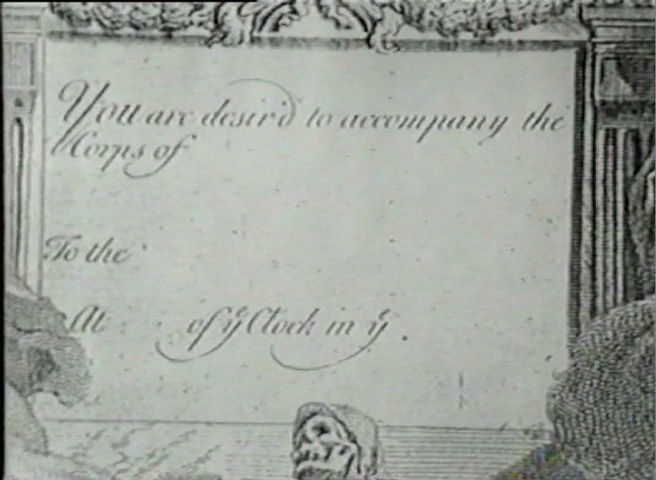 You are desir'd to accompany the
Corps of
To the
At of yͤ Clock in yͤ .